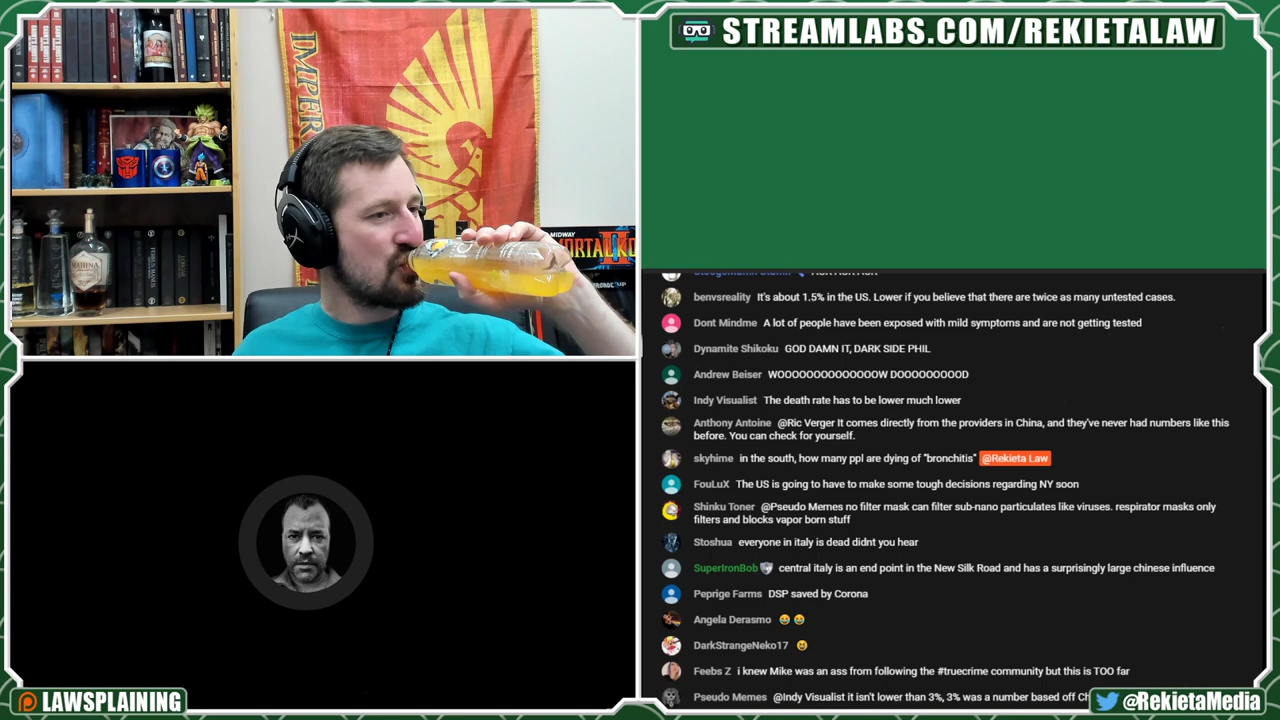 STREAMLABS.COM/REKIETALAW
IMPER
MIDWAY
MORTAL KO
II
benvsreality It's about 1.5% in the US. Lower if you believe that there are twice as many untested cases.
Dont Mindme A lot of people have been exposed with mild symptoms and are not getting tested
Dynamite Shikoku GOD DAMN IT, DARK SIDE PHIL
Andrew Beiser WOOOOOOOOOOOOOOW DOOOOOOOOOD
Indy Visualist The death rate has to be lower much lower
Anthony Antoine @Ric Verger It comes directly from the providers in China, and they've never had numbers like this
before. You can check for yourself.
skyhime in the south, how many ppl are dying of "bronchitis" @Rekieta Law
FouLuX The US is going to have to make some tough decisions regarding NY soon
Shinku Toner @Pseudo Memes no filter mask can filter sub-nano particulates like viruses. respirator masks only
filters and blocks vapor born stuff
Stoshua everyone in italy is dead didnt you hear
SuperIronBob central italy is an end point in the New Silk Road and has a surprisingly large chinese influence
Peprige Farms DSP saved by Corona
Angela Derasmo 😂 😂
DarkStrangeNeko17 😆
Feebs Z i knew Mike was an ass from following the #truecrime community but this is TOO far
Pseudo Memes @Indy Visualist it isn't lower than 3%, 3% was a number based off Ch
LAWSPLAINING
@RekietaMedia